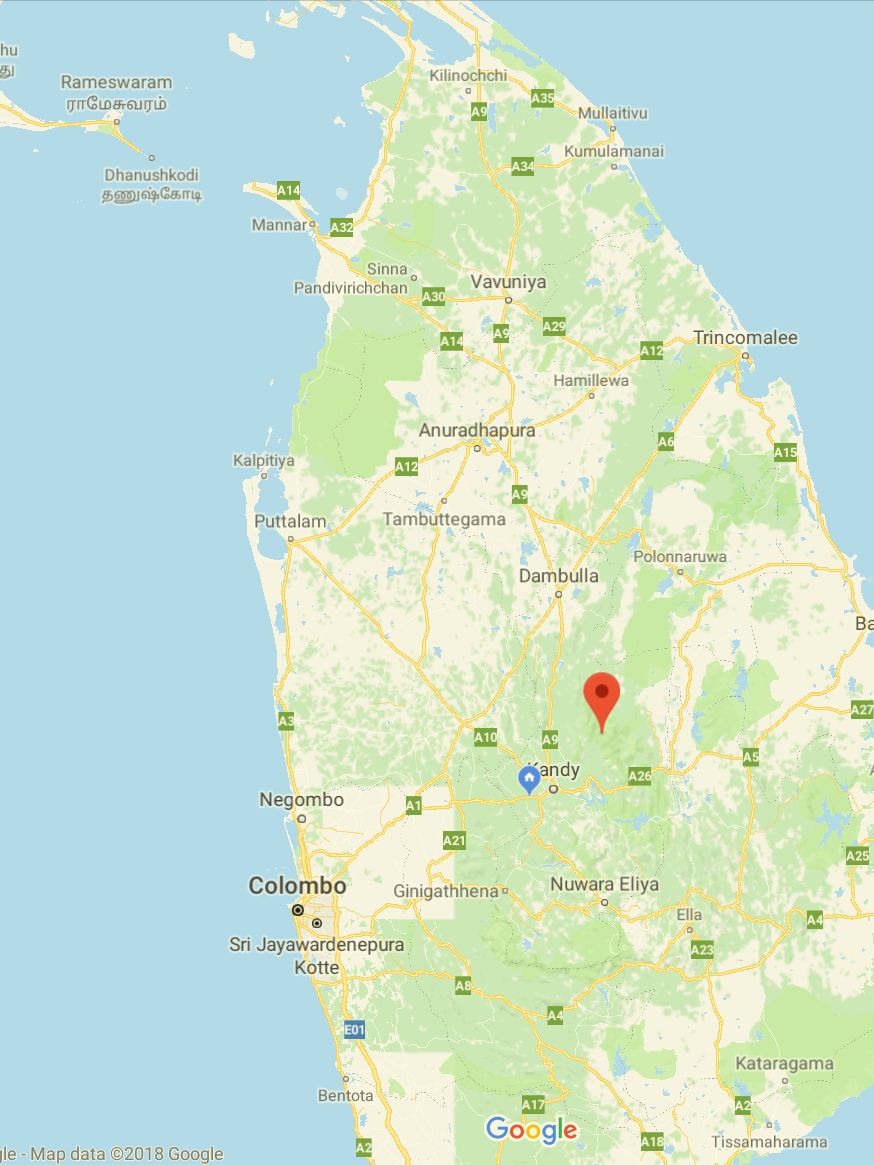 hu
து
Rameswaram
ராமேசுவரம்
Kilinochchi
A35
A9
Mullaitivu
Kumulamanai
A34
Dhanushkodi
தனுஷ்கோடி
A14
Mannar
A32
Sinna
Pandivirichchan
Vavuniya
A30
A29
A9
A14
Trincomalee
A12
Hamillewa
Anuradhapura
A6
A15
Kalpitiya
A12
A9
Puttalam
Tambuttegama
Polonnaruwa
Dambulla
Ba
A27
A3
A10
A9
A5
Kandy
A26
Negombo
A1
A21
A25
Colombo
Ginigathhena
Nuwara Eliya
Ella
A4
Sri Jayawardenepura
Kotte
A23
A8
A4
E01
Kataragama
Bentota
A17
A2
Google
A2
A18
Tissamaharama
gle - Map data ©2018 Google